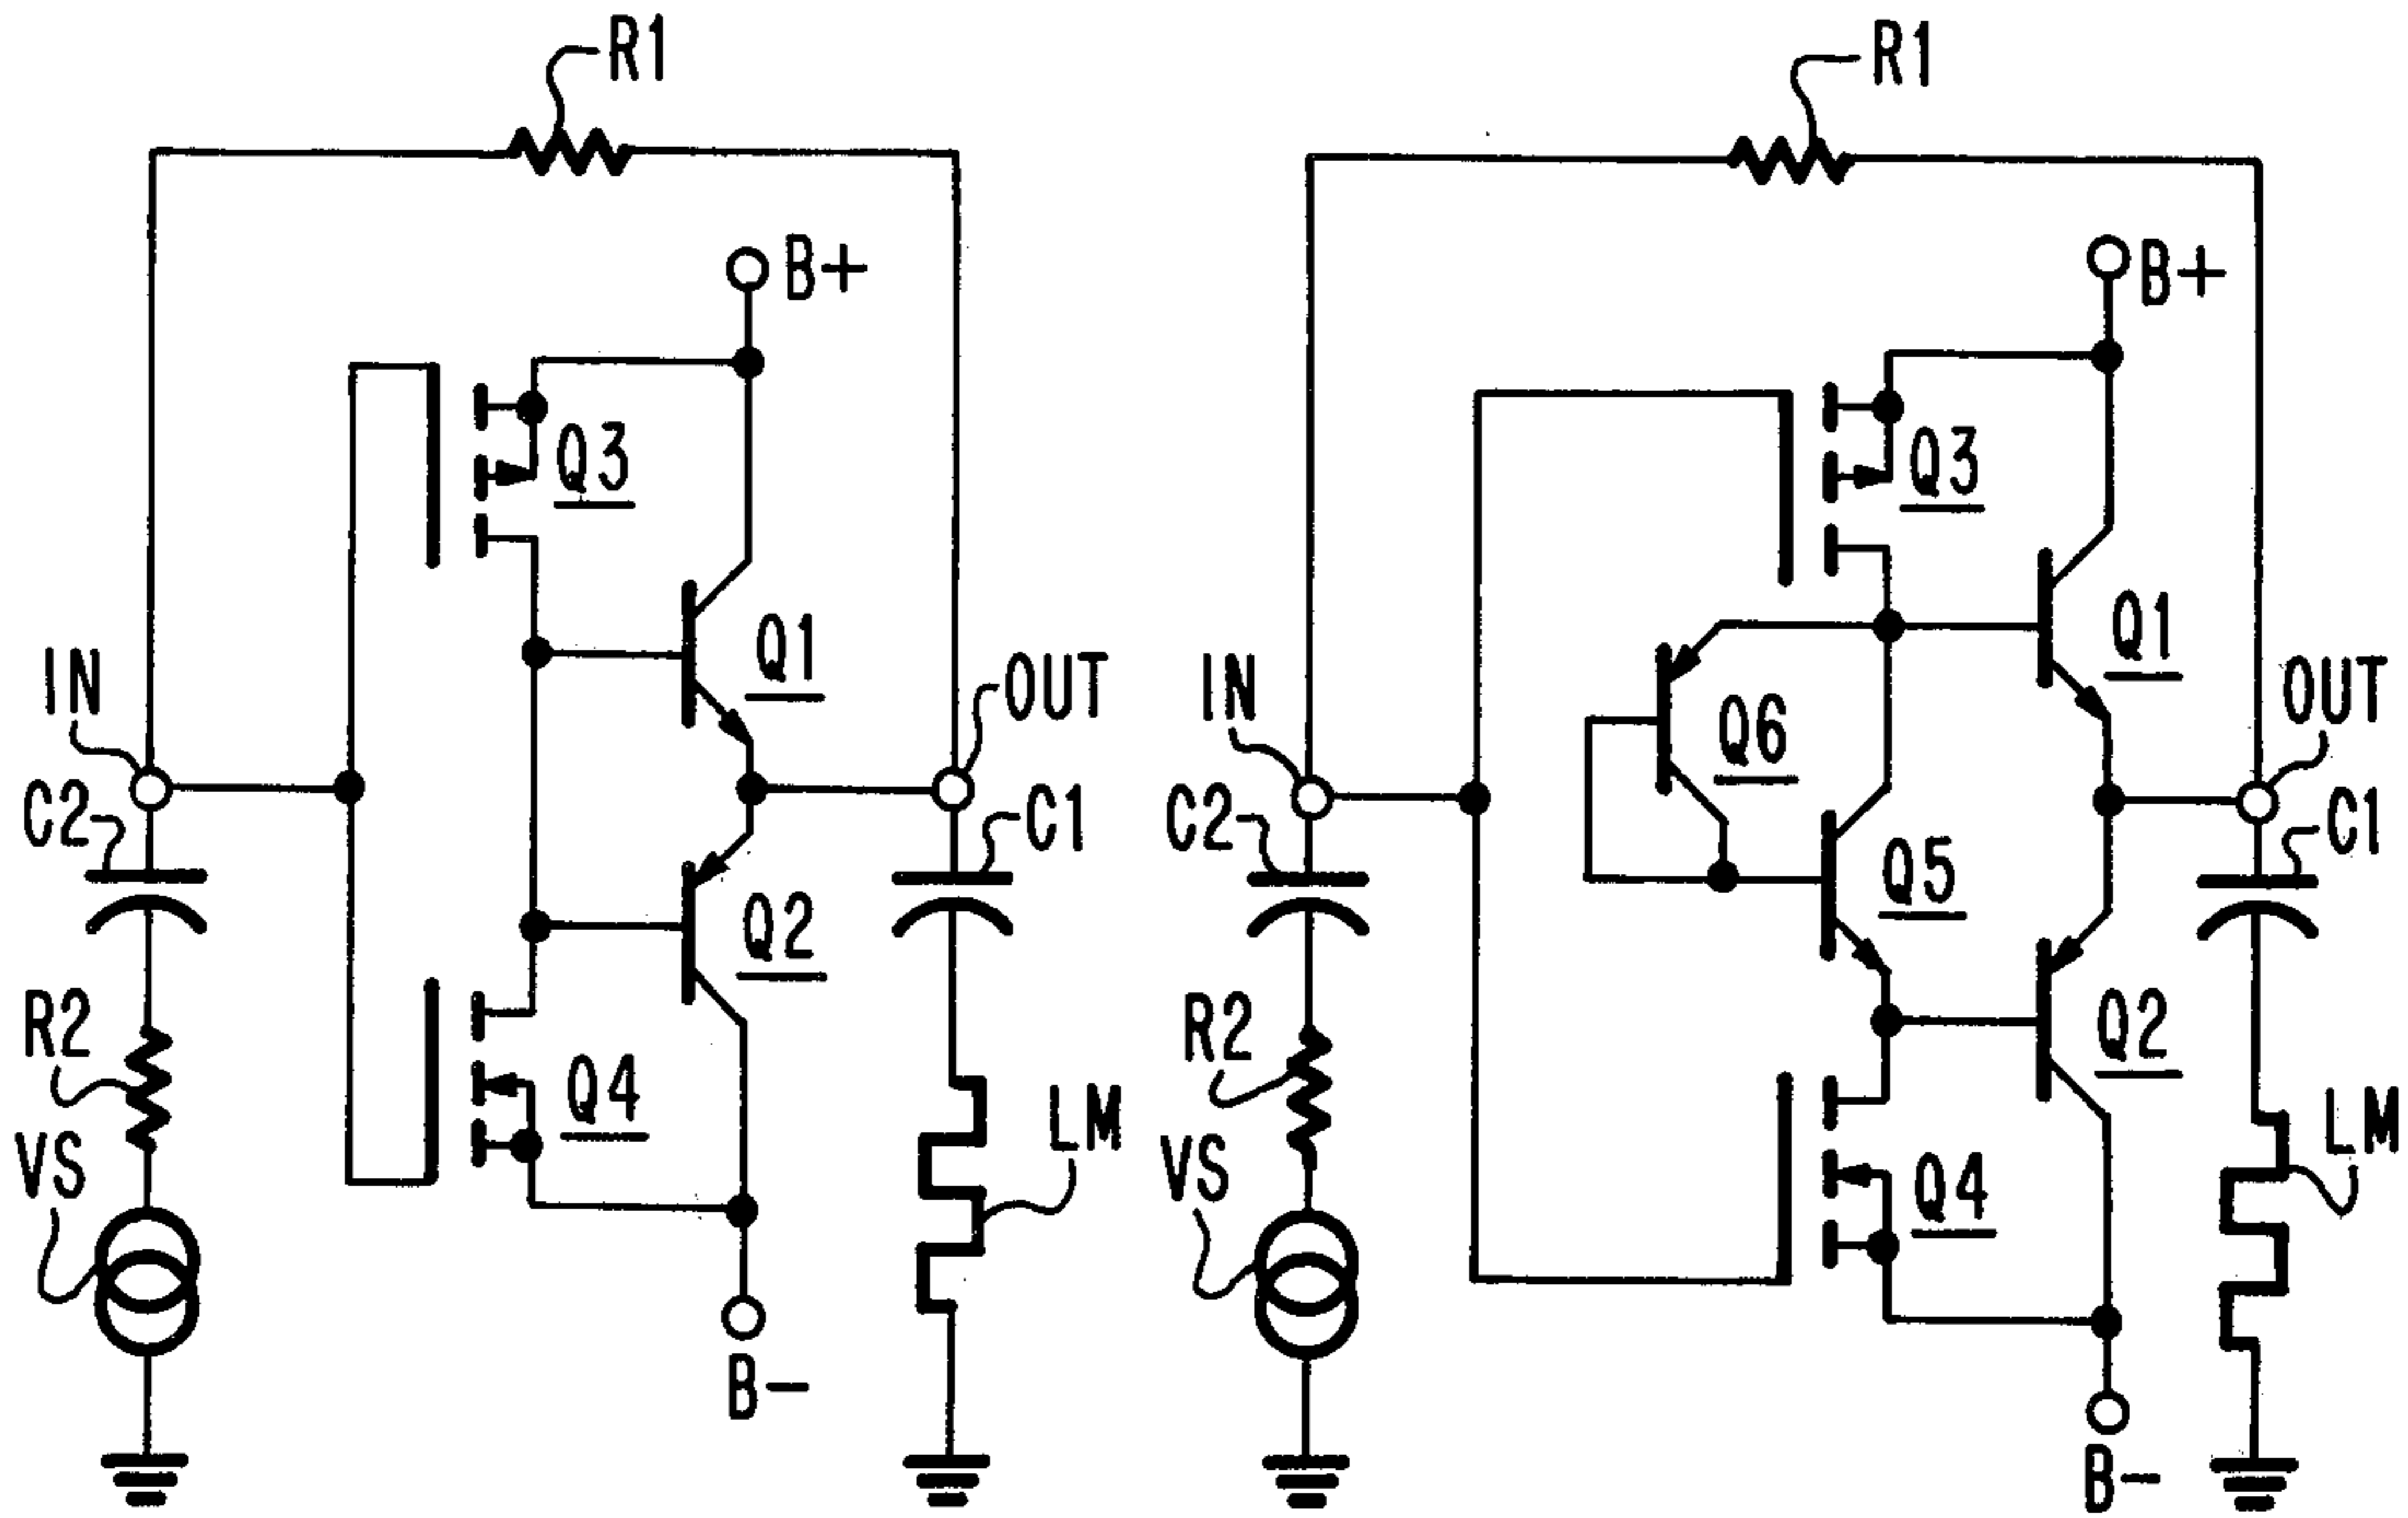 R1
B+
Q3
Q1
IN
OUT
C2
C1
Q2
R2
Q4
LM
VS
B-
R1
B+
Q3
Q1
IN
Q6
OUT
C2
C1
Q5
R2
Q2
LM
VS
Q4
B-